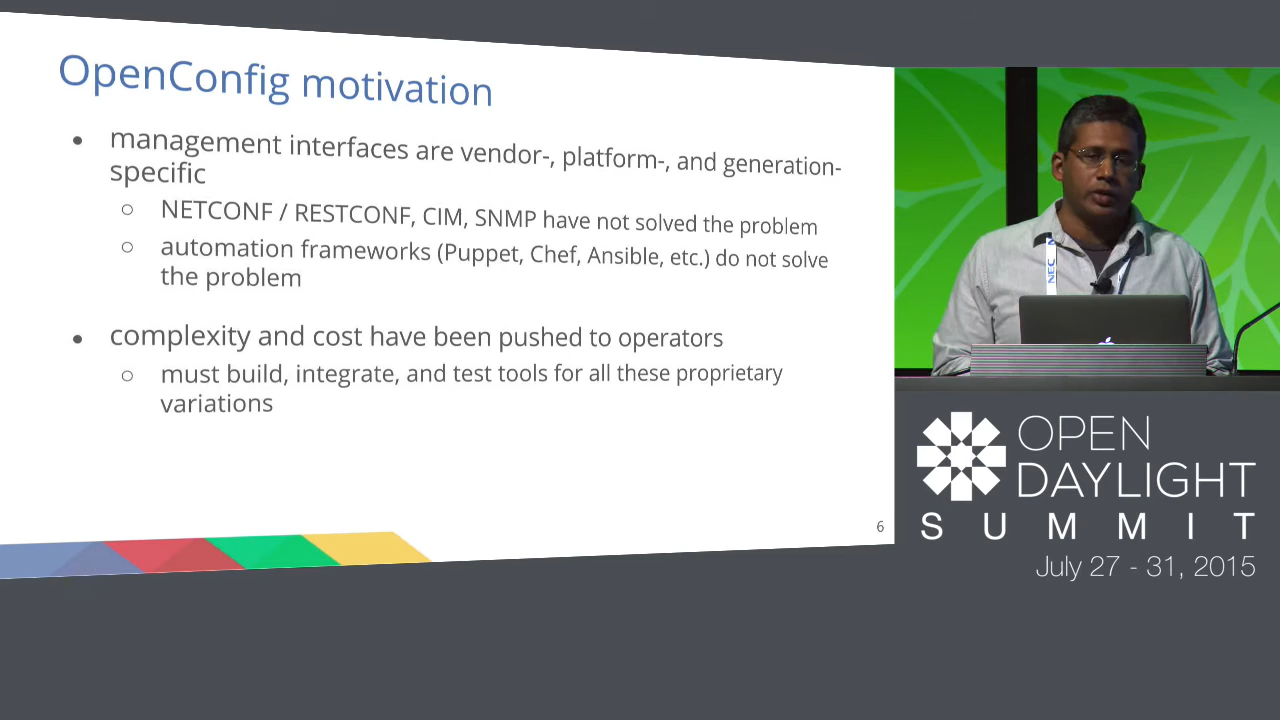 OpenConfig motivation
● management interfaces are vendor-, platform-, and generation-
specific
○ NETCONF / RESTCONF, CIM, SNMP have not solved the problem
○ automation frameworks (Puppet, Chef, Ansible, etc.) do not solve
the problem
● complexity and cost have been pushed to operators
○ must build, integrate, and test tools for all these proprietary
variations
6
NEC
OPEN
DAYLIGHT
SUMMIT
July 27 - 31, 2015